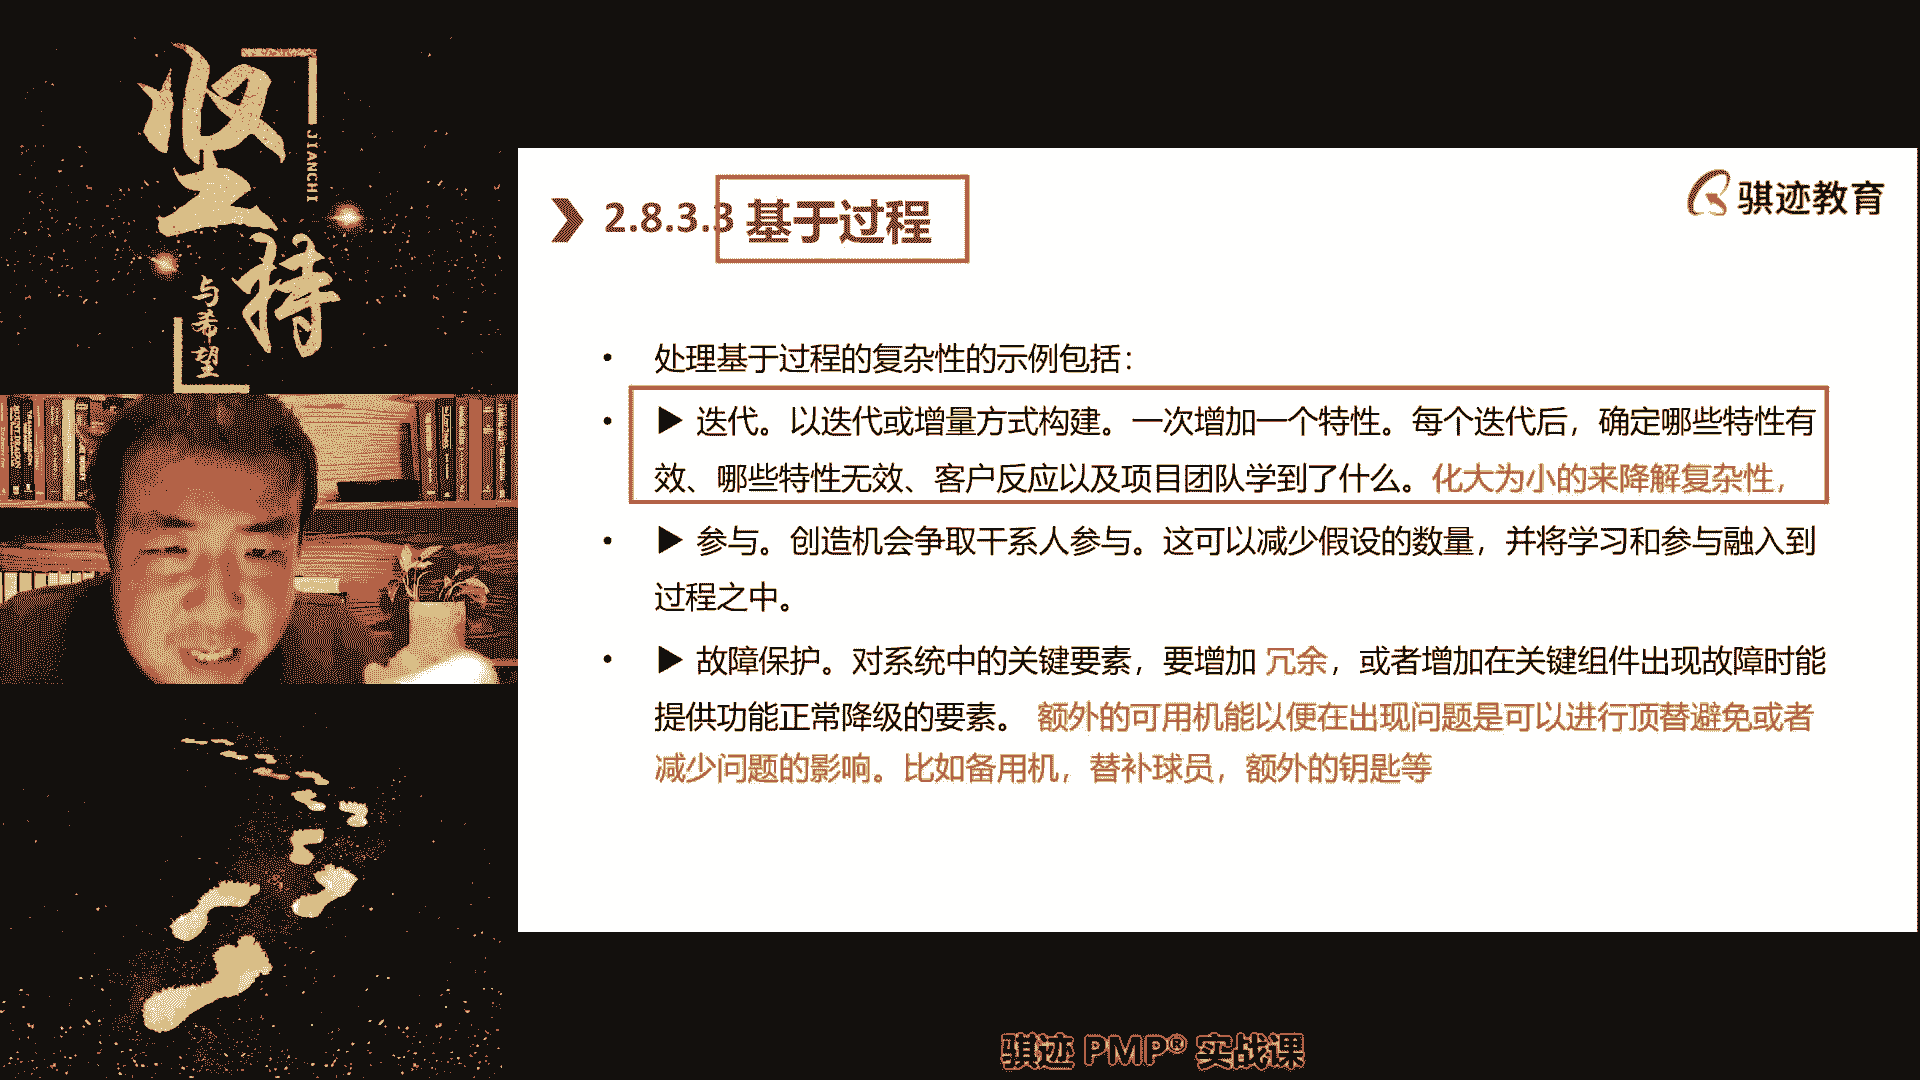 坚持
JIANCHI
与希望
2.8.3.3 基于过程
骐迹教育
• 处理基于过程的复杂性的示例包括：
• ▶ 迭代。以迭代或增量方式构建。一次增加一个特性。每个迭代后，确定哪些特性有
效、哪些特性无效、客户反应以及项目团队学到了什么。化大为小的来降解复杂性，
• ▶ 参与。创造机会争取干系人参与。这可以减少假设的数量，并将学习和参与融入到
过程之中。
• ▶ 故障保护。对系统中的关键要素，要增加 冗余，或者增加在关键组件出现故障时能
提供功能正常降级的要素。 额外的可用机能以便在出现问题是可以进行顶替避免或者
减少问题的影响。比如备用机，替补球员，额外的钥匙等
骐迹 PMP® 实战课